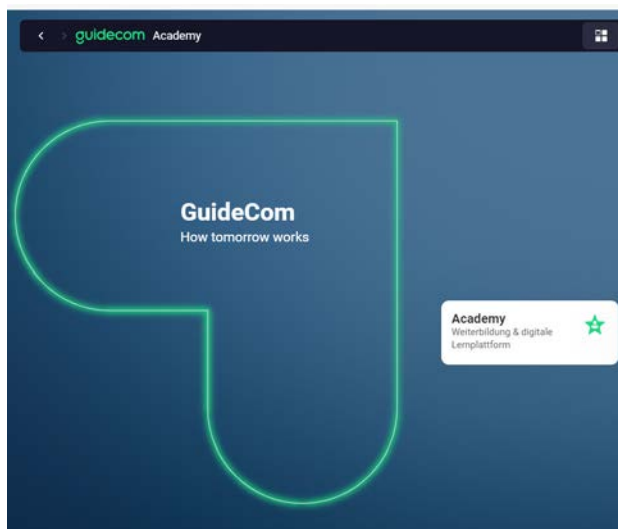 guidecom Academy
GuideCom
How tomorrow works
Academy
Weiterbildung & digitale
Lernplattform